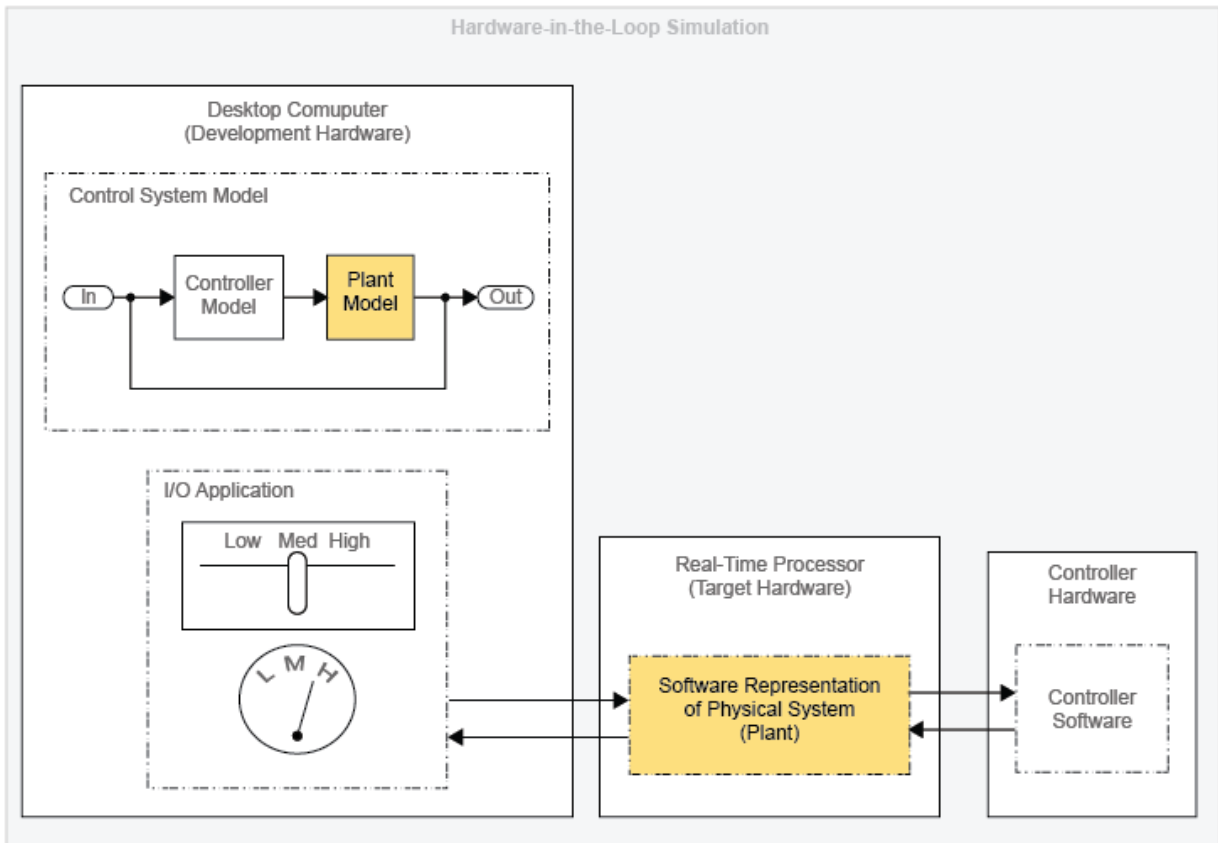 Hardware-in-the-Loop Simulation
Desktop Comuputer
(Development Hardware)
Control System Model
In
Controller
Model
Plant
Model
Out
I/O Application
Low Med High
L M H
Real-Time Processor
(Target Hardware)
Software Representation
of Physical System
(Plant)
Controller
Hardware
Controller
Software